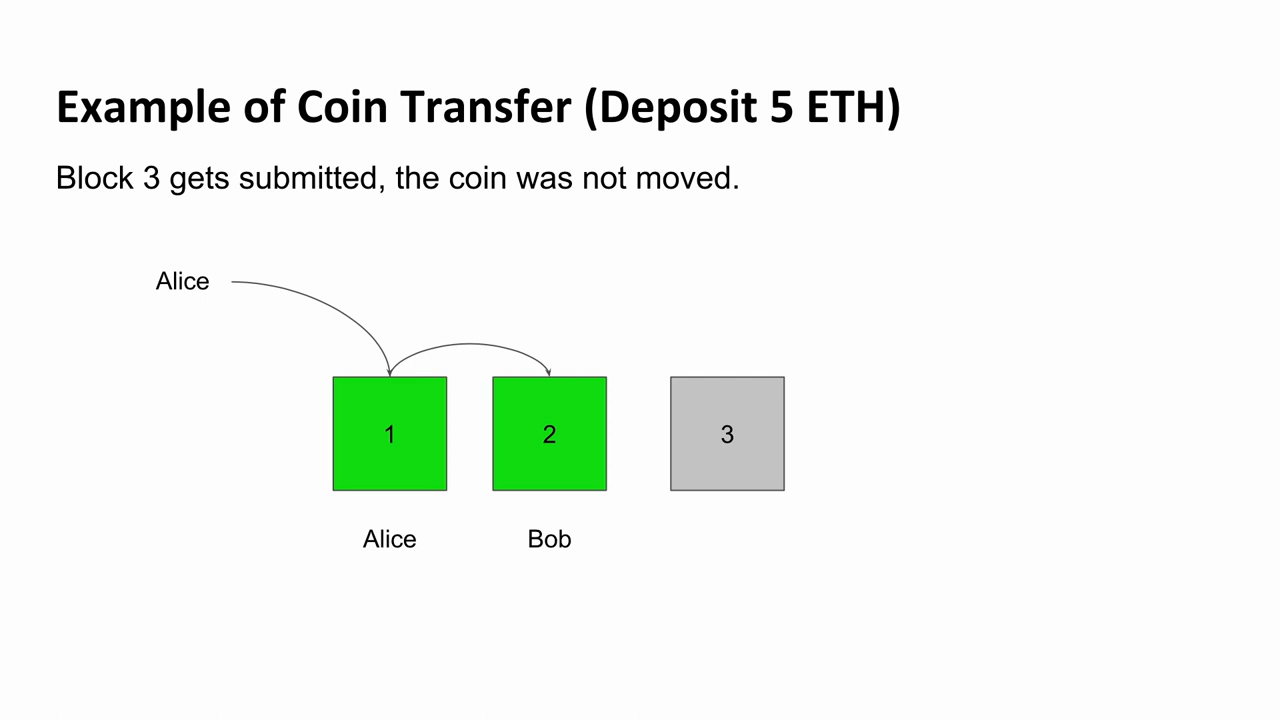 Example of Coin Transfer (Deposit 5 ETH)
Block 3 gets submitted, the coin was not moved.
Alice
1
2
3
Alice
Bob